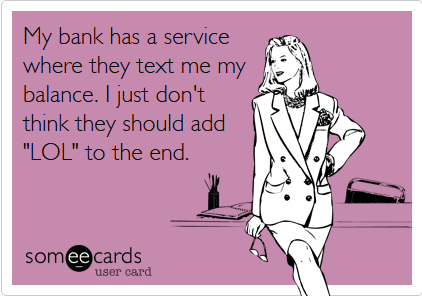 My bank has a service
where they text me my
balance. I just don't
think they should add
"LOL" to the end.
someecards
user card